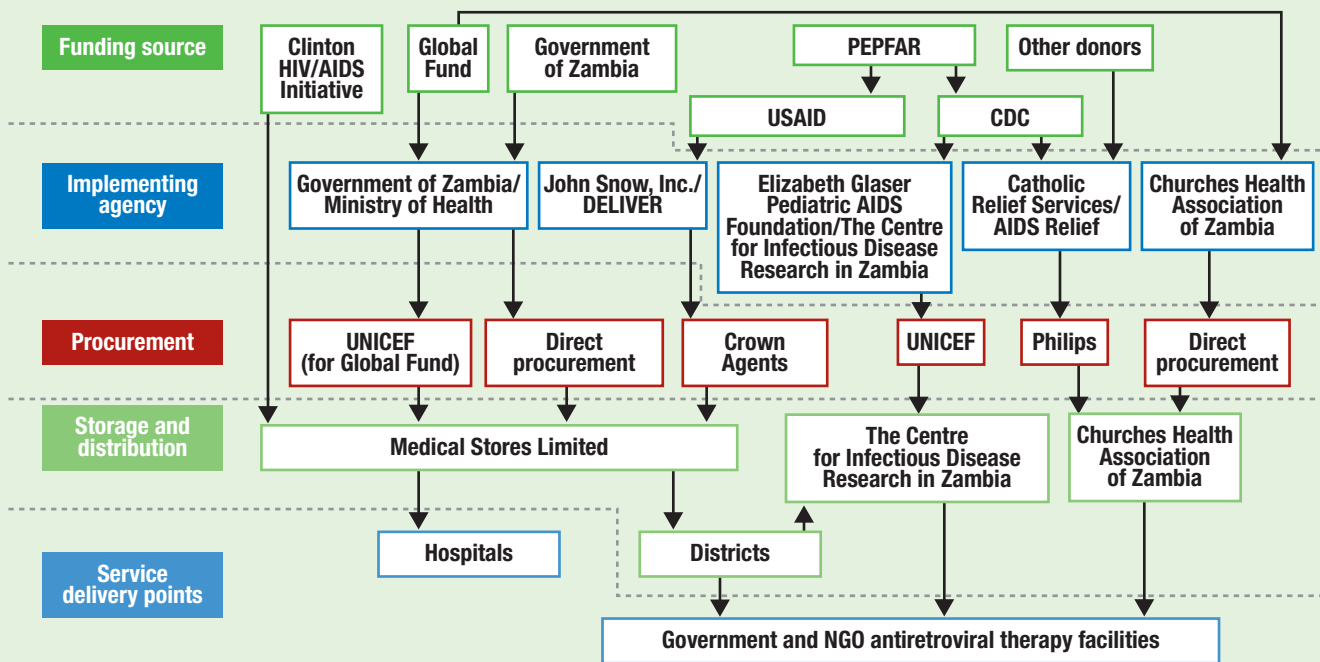 Funding source
Clinton
HIV/AIDS
Initiative
Global
Fund
Government
of Zambia
PEPFAR
Other donors
USAID
CDC
Implementing
agency
Government of Zambia/
Ministry of Health
John Snow, Inc./
DELIVER
Elizabeth Glaser
Pediatric AIDS
Foundation/The Centre
for Infectious Disease
Research in Zambia
Catholic
Relief Services/
AIDS Relief
Churches Health
Association
of Zambia
Procurement
UNICEF
(for Global Fund)
Direct
procurement
Crown
Agents
UNICEF
Philips
Direct
procurement
Storage and
distribution
Medical Stores Limited
The Centre
for Infectious Disease
Research in Zambia
Churches Health
Association
of Zambia
Service
delivery points
Hospitals
Districts
Government and NGO antiretroviral therapy facilities